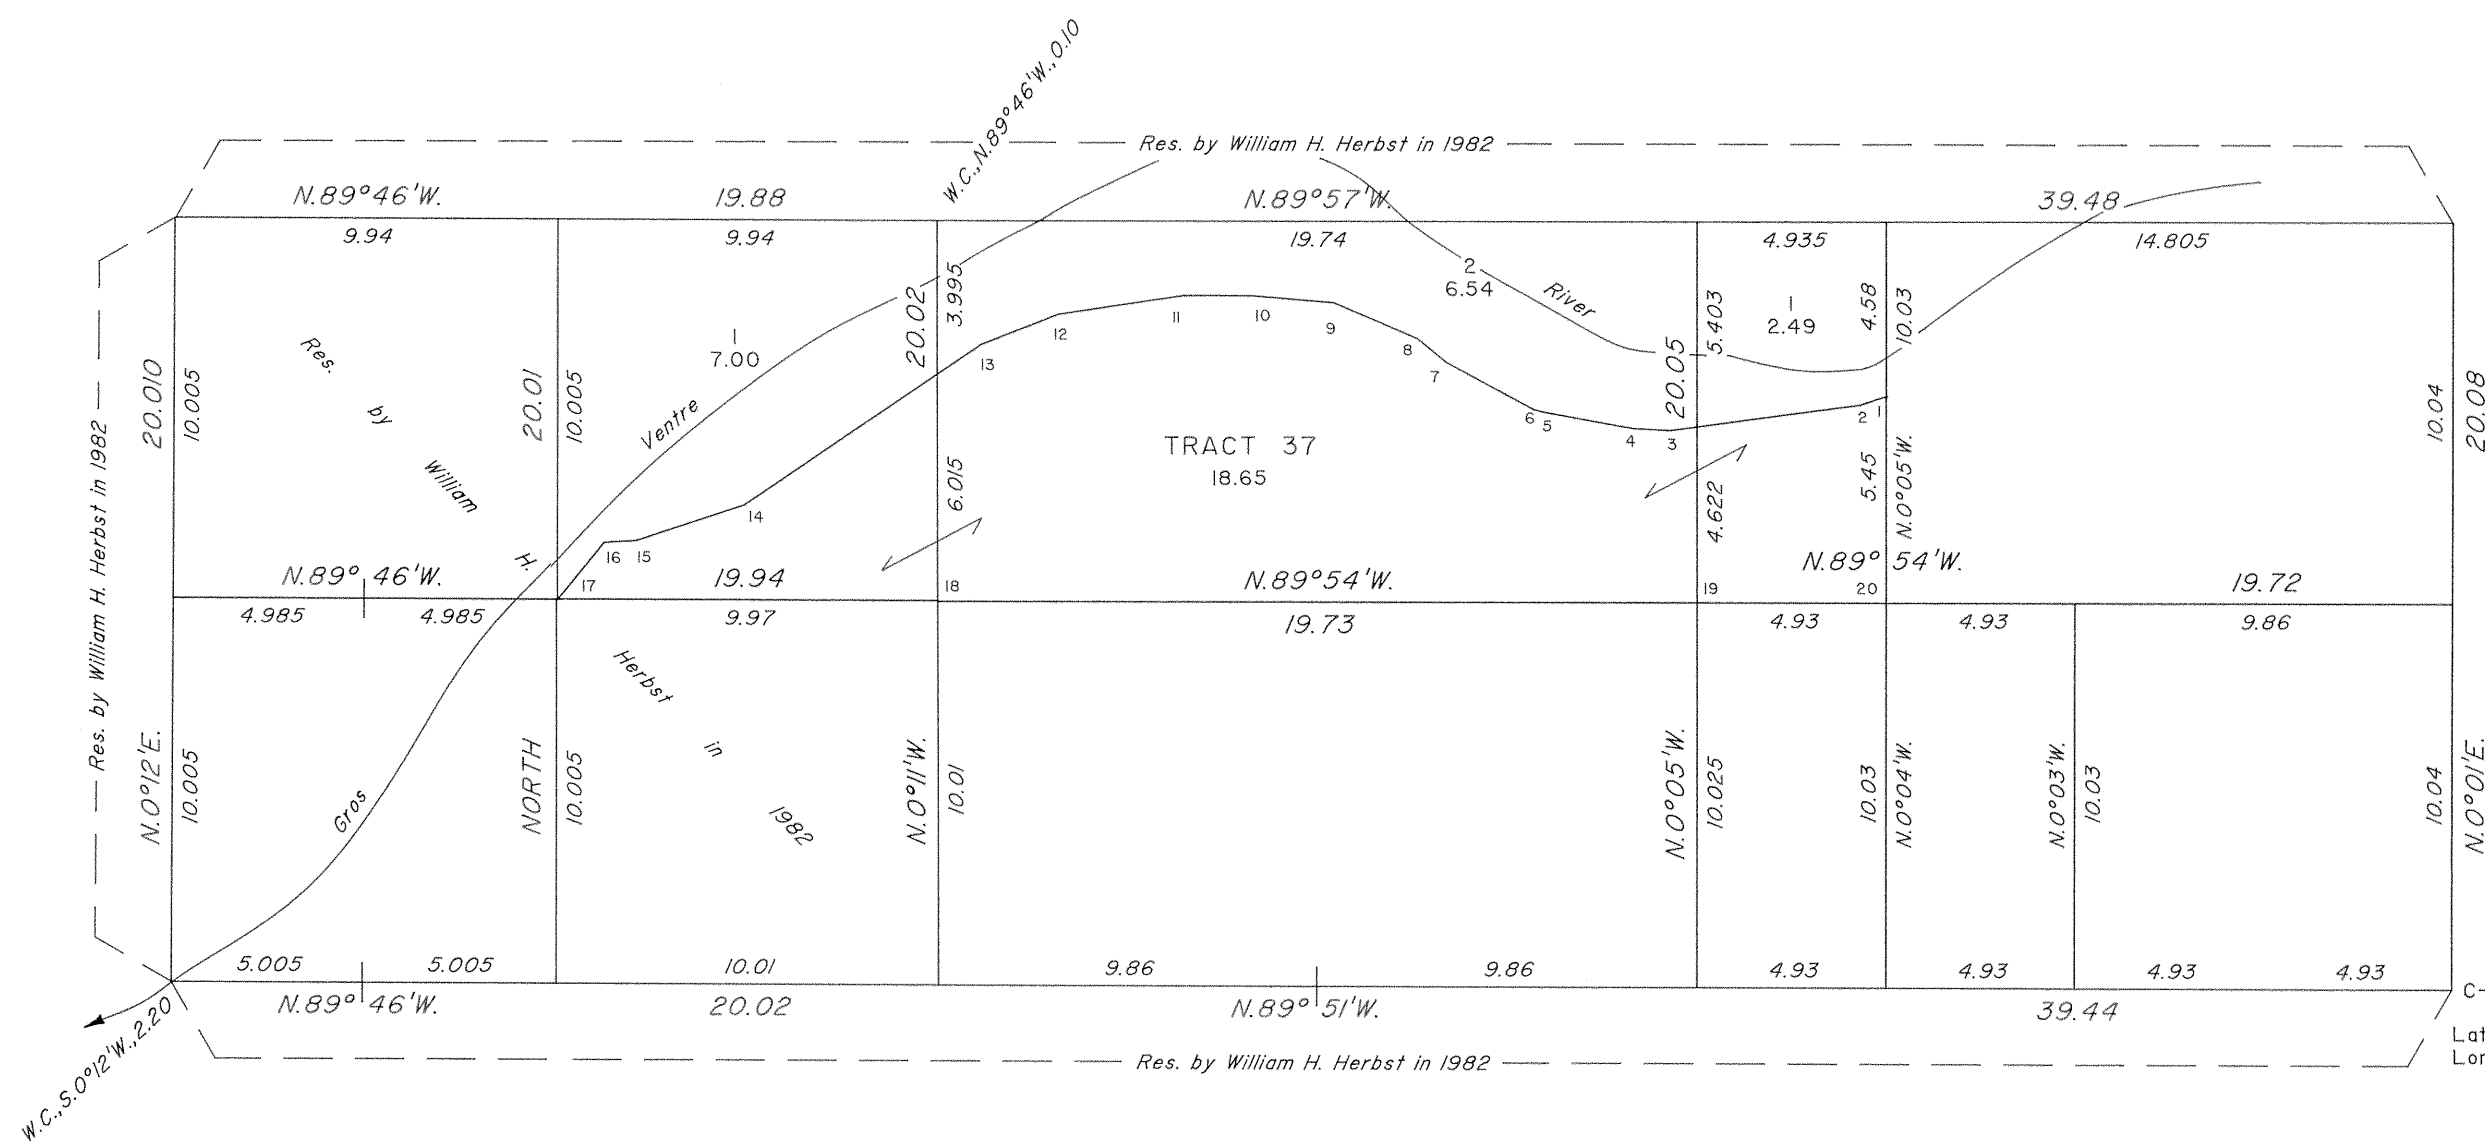 W.C.,N.89°46'W.,0.10
Res. by William H. Herbst in 1982
N.89°46'W.
19.88
N.89°57'W.
39.48
9.94
9.94
19.74
4.935
14.805
2
6.54
River
1
2.49
5.403
4.58
10.03
3.995
20.02
1
7.00
Res.
by
William
H.
Herbst
in
1982
Res. by William H. Herbst in 1982
20.010
10.005
20.01
10.005
20.05
10.04
20.08
Ventre
13
12
11
10
9
8
7
6
5
4
3
2
1
TRACT 37
18.65
6.015
4.622
5.45
N.0°05'W.
14
15
16
17
18
19
20
N.89°46'W.
19.94
N.89°54'W.
N.89°54'W.
19.72
4.985
4.985
9.97
19.73
4.93
4.93
9.86
N.0°12'E.
10.005
NORTH
10.005
N.0°11'W.
10.01
N.0°05'W.
10.025
10.03
N.0°04'W.
N.0°03'W.
10.03
10.04
N.0°01'E.
Gros
5.005
5.005
10.01
9.86
9.86
4.93
4.93
4.93
4.93
C-
N.89°46'W.
20.02
N.89°51'W.
39.44
Lat
Lon
W.C.,S.0°12'W.,2.20
Res. by William H. Herbst in 1982